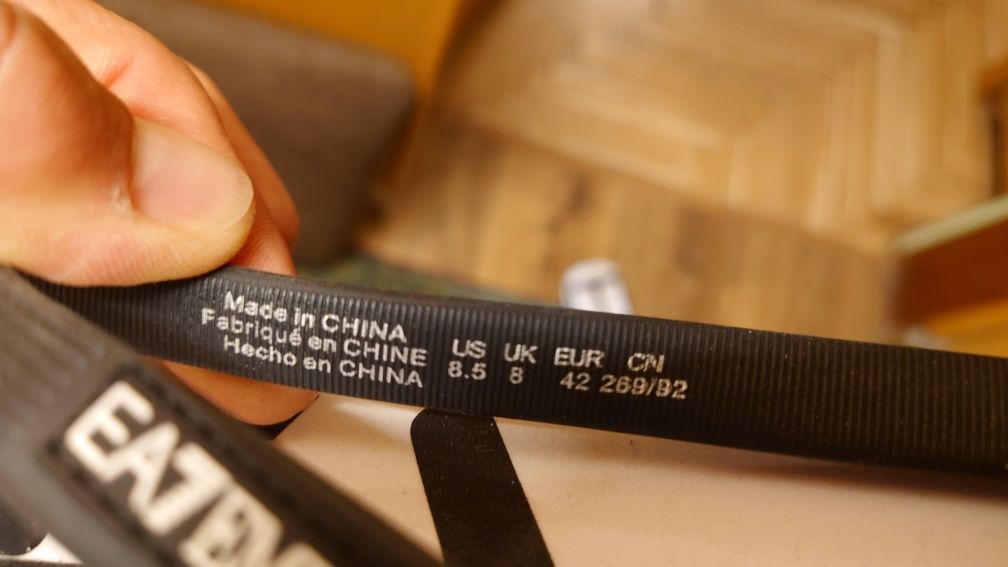 Made in CHINA
Fabriqué en CHINE
Hecho en CHINA
US UK EUR CN
8.5 8 42 269/92